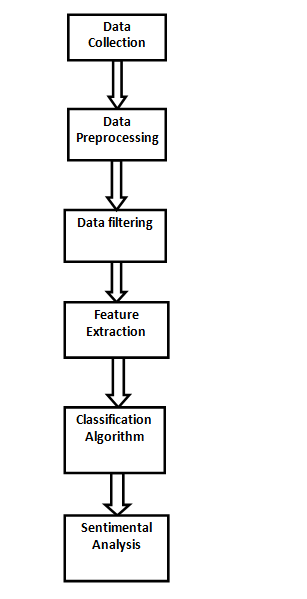 Data
Collection
Data
Preprocessing
Data filtering
Feature
Extraction
Classification
Algorithm
Sentimental
Analysis